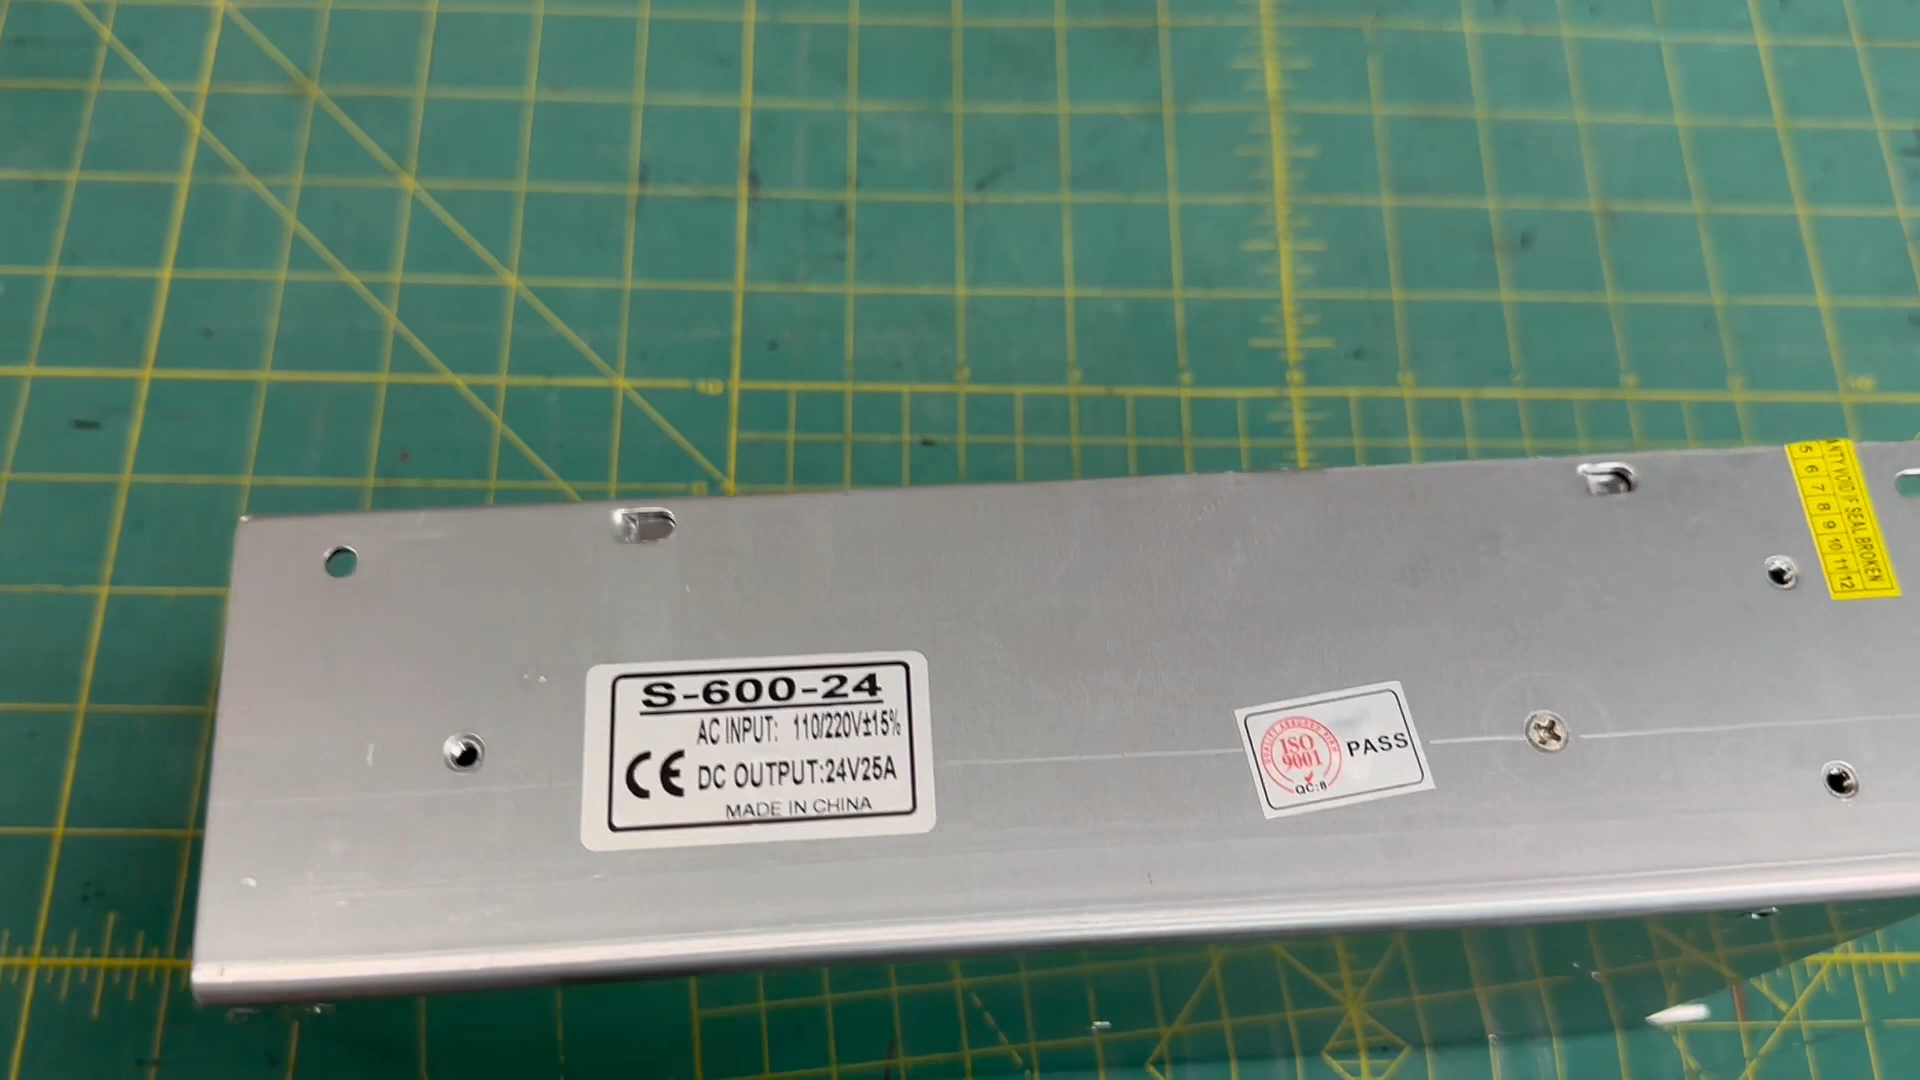 S-600-24
AC INPUT: 110/220V±15%
CE DC OUTPUT:24V25A
MADE IN CHINA
ISO
9001
QC:8
PASS
VOID IF SEAL BROKEN
5 6 7 8 9 10 11 12
10